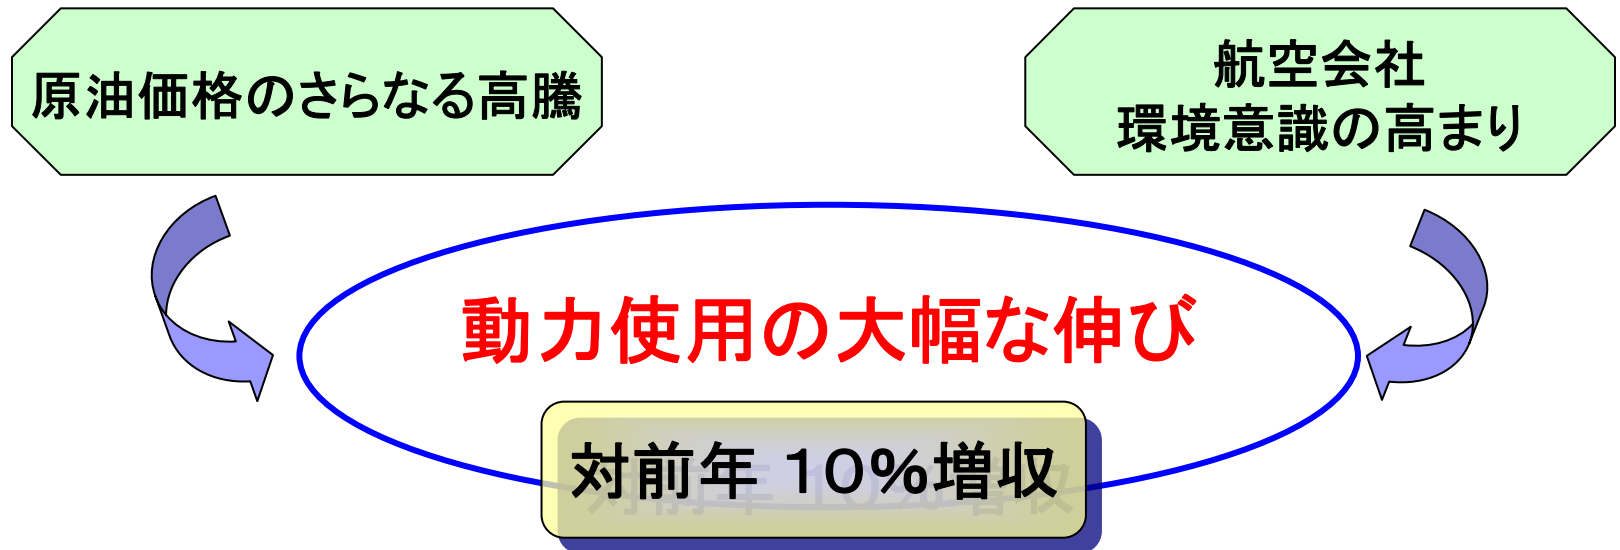 原油価格のさらなる高騰
航空会社
環境意識の高まり
動力使用の大幅な伸び
対前年 10%増収